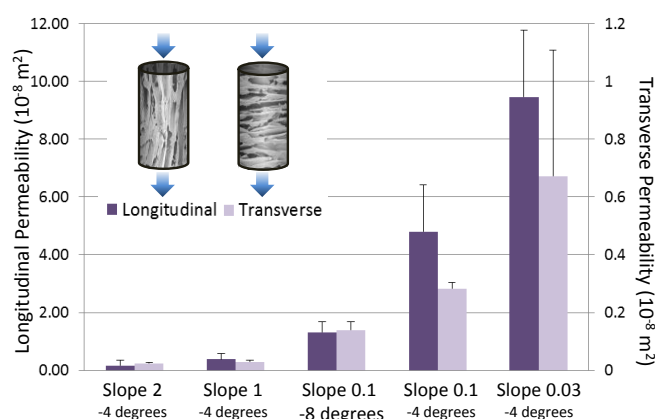 12.00
10.00
8.00
6.00
4.00
2.00
0.00
Longitudinal Permeability (10⁻⁸ m²)
Longitudinal Transverse
1.2
1
0.8
0.6
0.4
0.2
0
Transverse Permeability (10⁻⁸ m²)
Slope 2 Slope 1 Slope 0.1 Slope 0.1 Slope 0.03
-4 degrees -4 degrees -8 degrees -4 degrees -4 degrees